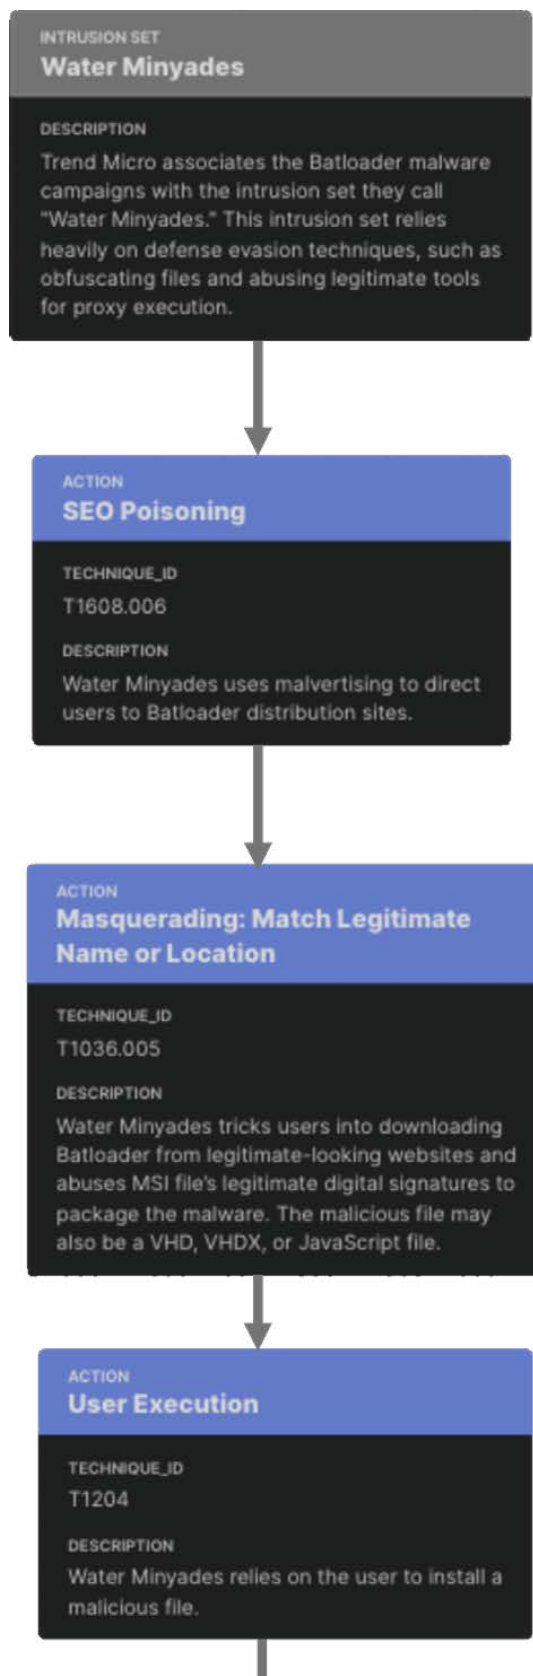 INTRUSION SET
Water Minyades
DESCRIPTION
Trend Micro associates the Batloader malware
campaigns with the intrusion set they call
"Water Minyades." This intrusion set relies
heavily on defense evasion techniques, such as
obfuscating files and abusing legitimate tools
for proxy execution.
ACTION
SEO Poisoning
TECHNIQUE_ID
T1608.006
DESCRIPTION
Water Minyades uses malvertising to direct
users to Batloader distribution sites.
ACTION
Masquerading: Match Legitimate
Name or Location
TECHNIQUE_ID
T1036.005
DESCRIPTION
Water Minyades tricks users into downloading
Batloader from legitimate-looking websites and
abuses MSI file's legitimate digital signatures to
package the malware. The malicious file may
also be a VHD, VHDX, or JavaScript file.
ACTION
User Execution
TECHNIQUE_ID
T1204
DESCRIPTION
Water Minyades relies on the user to install a
malicious file.